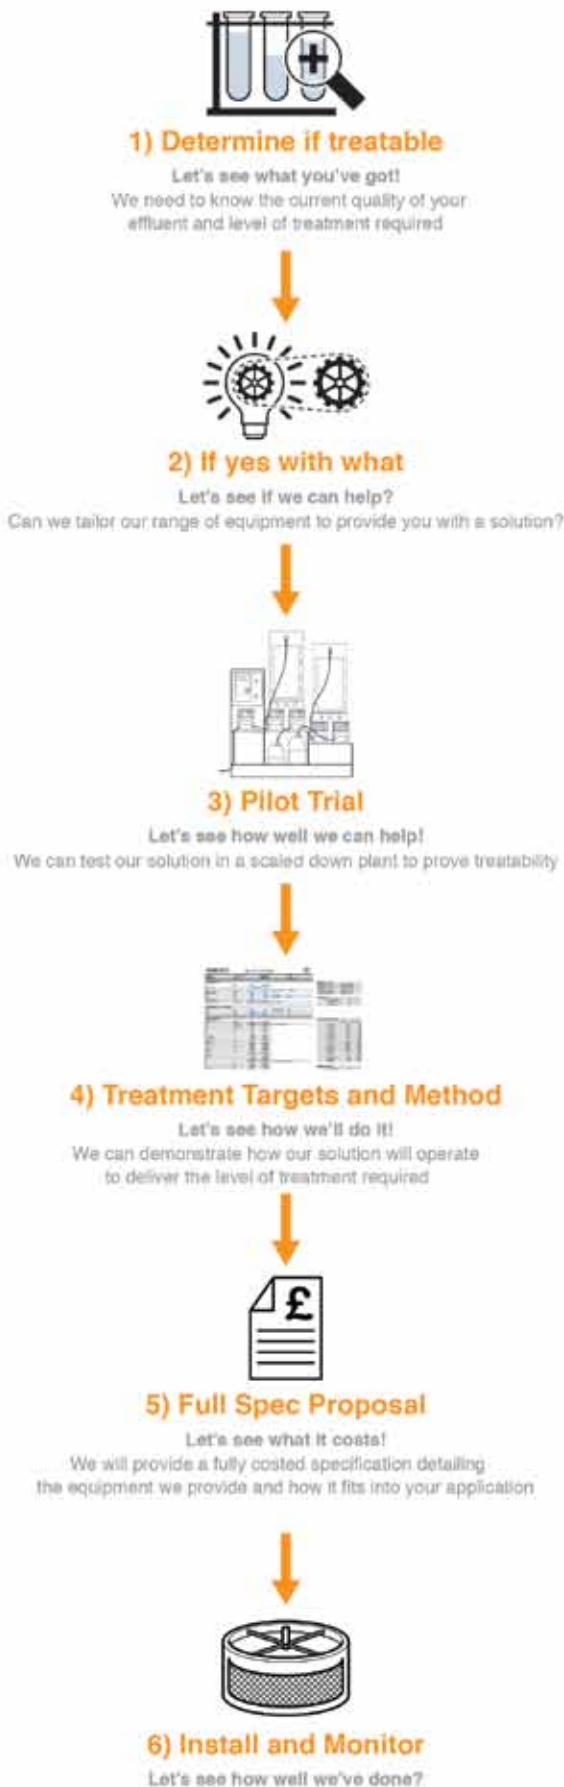 1) Determine if treatable
Let's see what you've got!
We need to know the current quality of your
effluent and level of treatment required
2) If yes with what
Let's see if we can help?
Can we tailor our range of equipment to provide you with a solution?
3) Pilot Trial
Let's see how well we can help!
We can test our solution in a scaled down plant to prove treatability
4) Treatment Targets and Method
Let's see how we'll do it!
We can demonstrate how our solution will operate
to deliver the level of treatment required
£
5) Full Spec Proposal
Let's see what it costs!
We will provide a fully costed specification detailing
the equipment we provide and how it fits into your application
6) Install and Monitor
Let's see how well we've done?